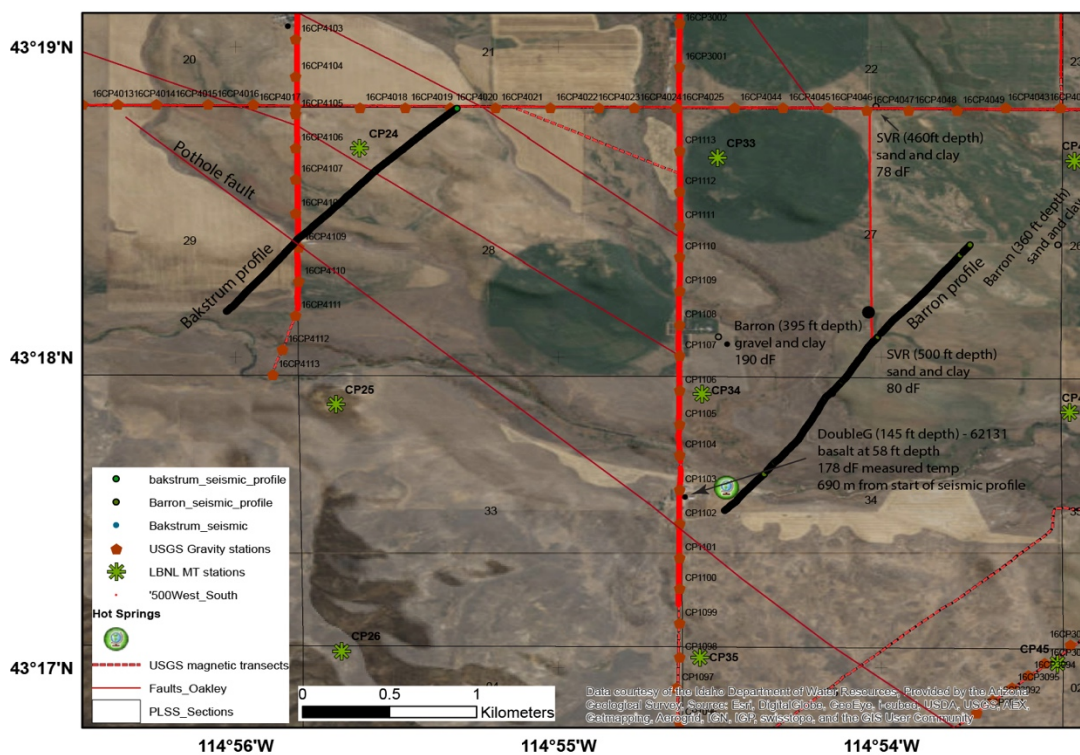 43°19'N
43°18'N
43°17'N
114°56'W
114°55'W
114°54'W
20
21
22
23
29
28
27
33
34
16CP4103
16CP4104
16CP4105
16CP4106
16CP4107
16CP4109
16CP4110
16CP4111
16CP4112
16CP4113
16CP4013
16CP4014
16CP4015
16CP4016
16CP4017
16CP4018
16CP4019
16CP4020
16CP4021
16CP4022
16CP4023
16CP4025
16CP4044
16CP4045
16CP4046
16CP4047
16CP4048
16CP4049
16CP3002
16CP3001
CP1113
CP1112
CP1111
CP1110
CP1109
CP1108
CP1107
CP1106
CP1105
CP1104
CP1103
CP1102
CP1101
CP1100
CP1099
CP1098
CP1097
CP24
CP33
CP25
CP34
CP26
CP35
CP45
Pothole fault
Bakstrum profile
Barron profile
SVR (460ft depth)
sand and clay
78 dF
Barron (360 ft depth)
sand and clay
Barron (395 ft depth)
gravel and clay
190 dF
SVR (500 ft depth)
sand and clay
80 dF
DoubleG (145 ft depth) - 62131
basalt at 58 ft depth
178 dF measured temp
690 m from start of seismic profile
bakstrum_seismic_profile
Barron_seismic_profile
Bakstrum_seismic
USGS Gravity stations
LBNL MT stations
'500West_South
Hot Springs
USGS magnetic transects
Faults_Oakley
PLSS_Sections
0 0.5 1
Kilometers
Data courtesy of the Idaho Department of Water Resources, Provided by the Arizona
Geological Survey, Source: Esri, DigitalGlobe, GeoEye, i-cubed, USDA, USGS, AEX,
Getmapping, Aerogrid, IGN, IGP, swisstopo, and the GIS User Community